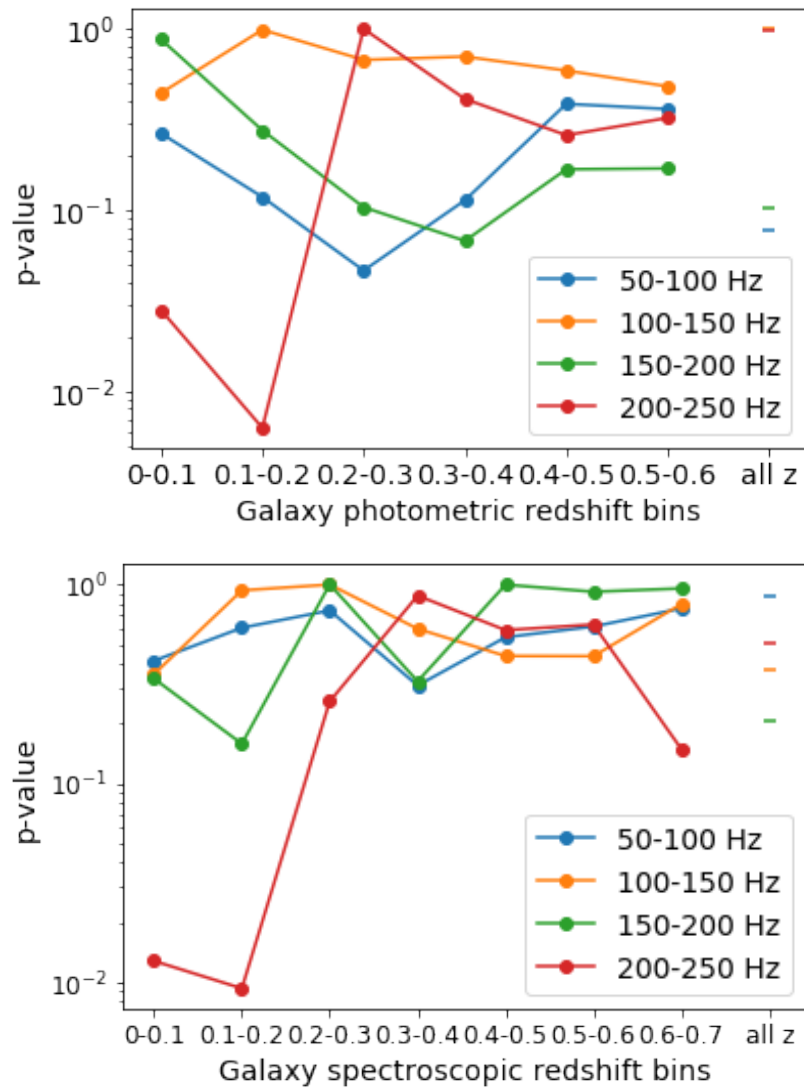 10⁰
10⁻¹
10⁻²
p-value
50-100 Hz
100-150 Hz
150-200 Hz
200-250 Hz
0-0.1 0.1-0.2 0.2-0.3 0.3-0.4 0.4-0.5 0.5-0.6 all z
Galaxy photometric redshift bins
10⁰
10⁻¹
10⁻²
p-value
50-100 Hz
100-150 Hz
150-200 Hz
200-250 Hz
0-0.1 0.1-0.2 0.2-0.3 0.3-0.4 0.4-0.5 0.5-0.6 0.6-0.7 all z
Galaxy spectroscopic redshift bins